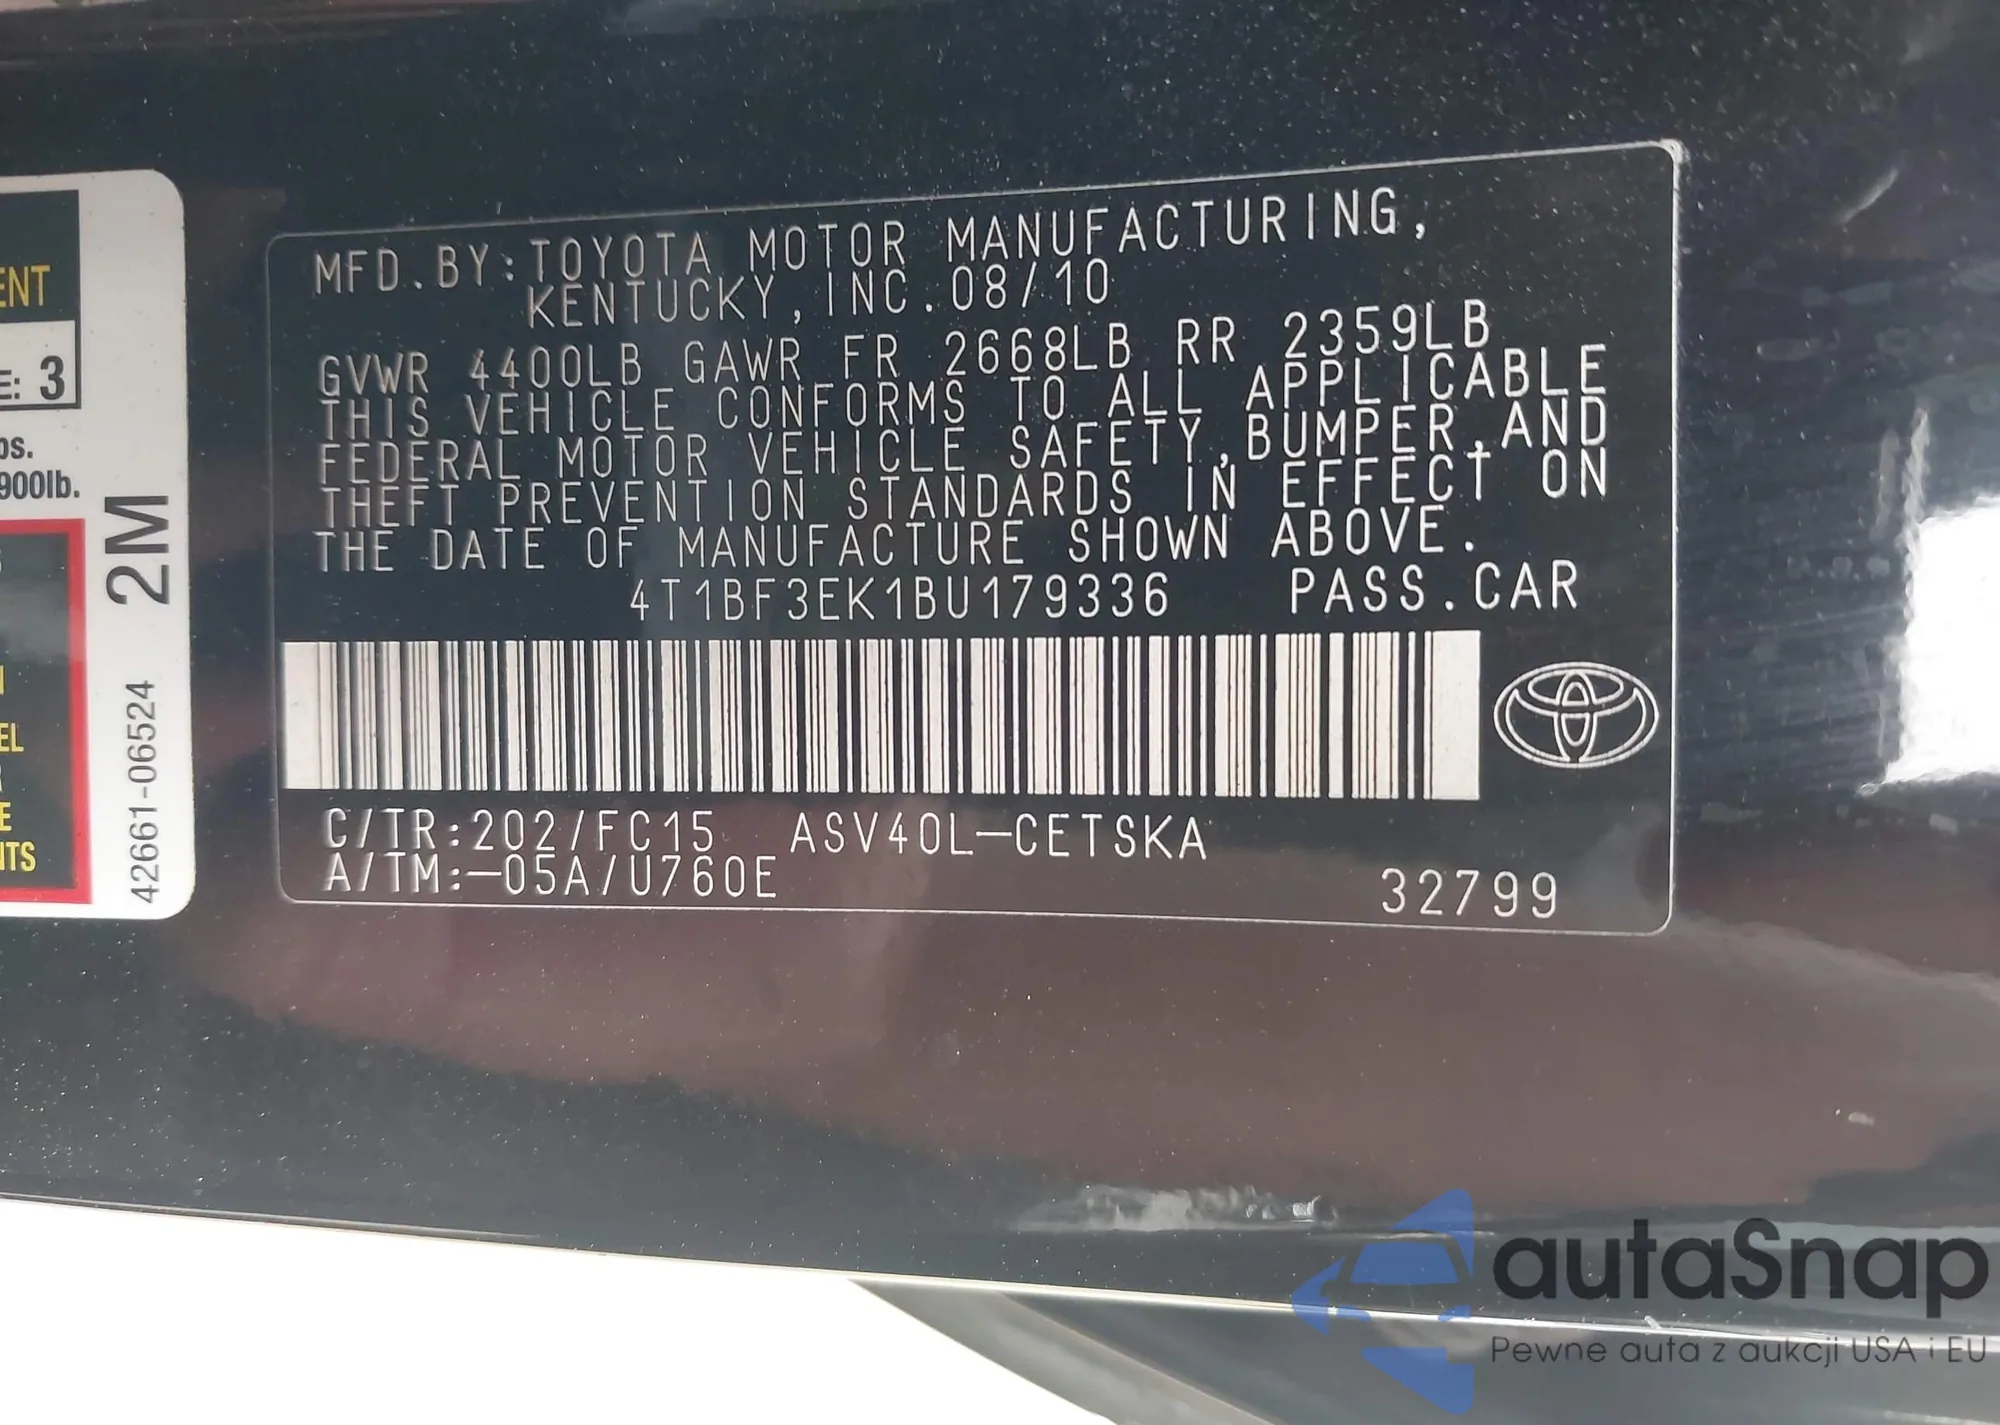 ENT
E: 3
bs.
900lb.
EL
E
NTS
2M
42661-06524
MFD.BY:TOYOTA MOTOR MANUFACTURING,
KENTUCKY,INC.08/10
GVWR 4400LB GAWR FR 2668LB RR 2359LB
THIS VEHICLE CONFORMS TO ALL APPLICABLE
FEDERAL MOTOR VEHICLE SAFETY,BUMPER,AND
THEFT PREVENTION STANDARDS IN EFFECT ON
THE DATE OF MANUFACTURE SHOWN ABOVE.
4T1BF3EK1BU179336 PASS.CAR
C/TR:202/FC15 ASV40L-CETSKA
A/TM:-05A/U760E
32799
autaSnap
Pewne auta z aukcji USA i EU